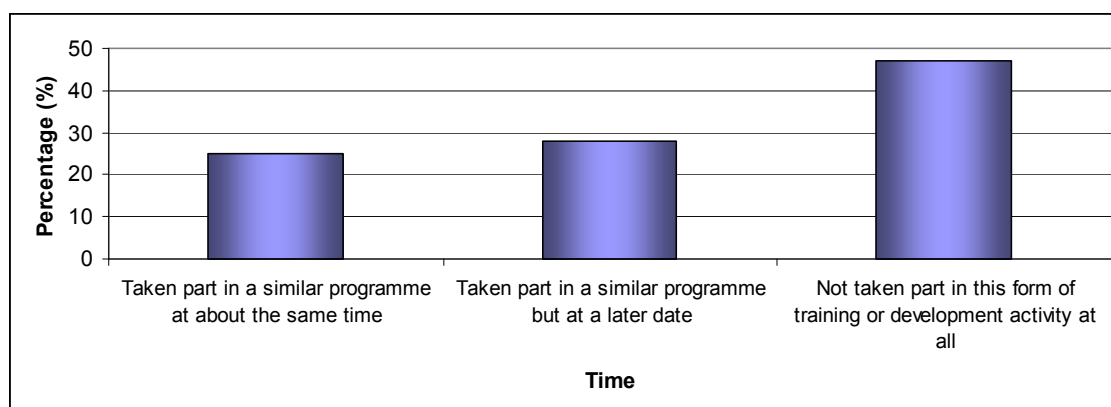 Percentage (%)
50
40
30
20
10
0
Taken part in a similar programme
at about the same time
Taken part in a similar programme
but at a later date
Not taken part in this form of
training or development activity at
all
Time